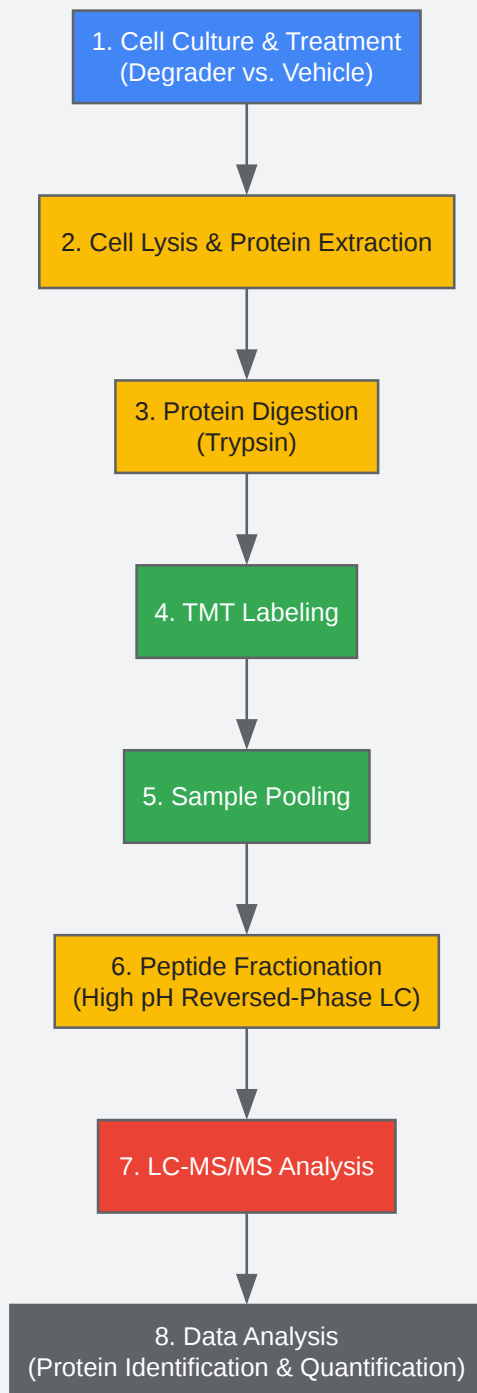 1. Cell Culture & Treatment
(Degrader vs. Vehicle)
2. Cell Lysis & Protein Extraction
3. Protein Digestion
(Trypsin)
4. TMT Labeling
5. Sample Pooling
6. Peptide Fractionation
(High pH Reversed-Phase LC)
7. LC-MS/MS Analysis
8. Data Analysis
(Protein Identification & Quantification)